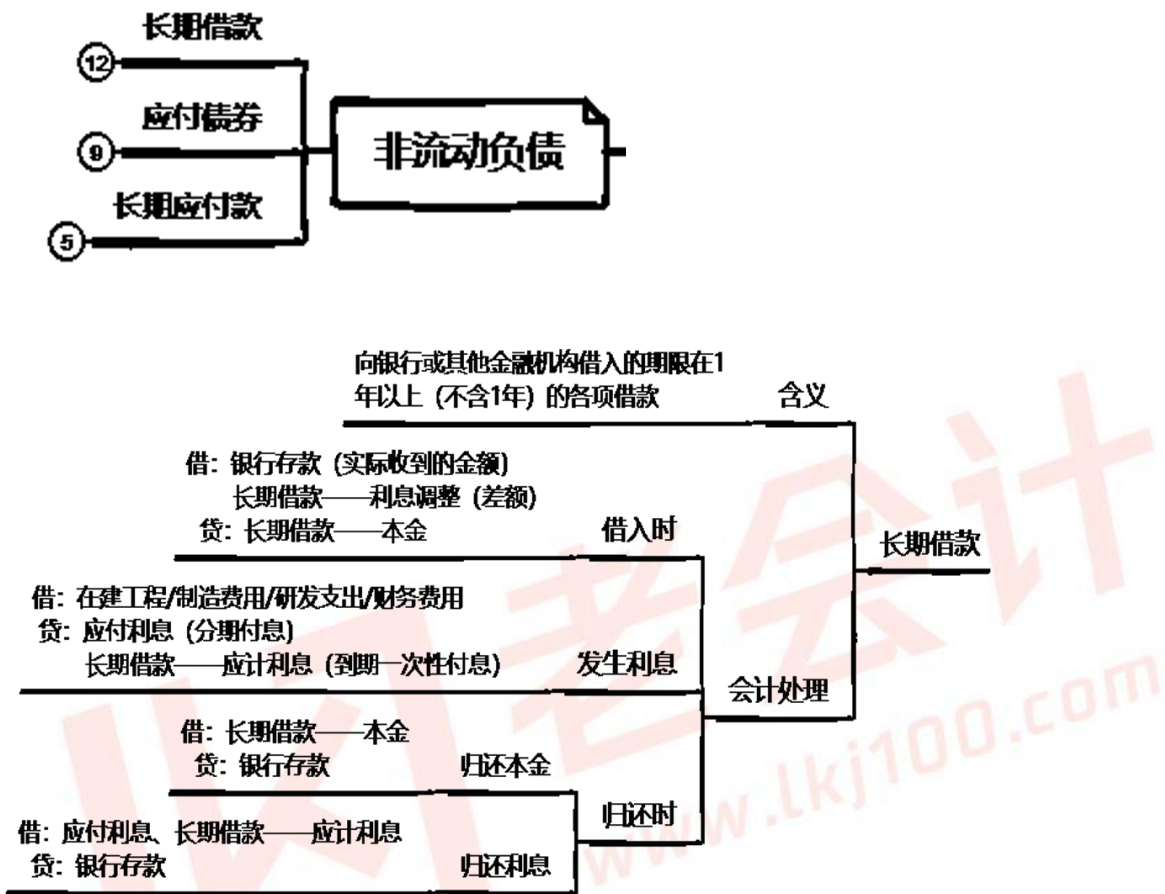 长期借款
⑫
应付债券
⑨
非流动负债
长期应付款
⑤
向银行或其他金融机构借入的期限在1
年以上（不含1年）的各项借款
含义
借：银行存款（实际收到的金额）
长期借款——利息调整（差额）
贷：长期借款——本金
借入时
长期借款
借：在建工程/制造费用/研发支出/财务费用
贷：应付利息（分期付息）
长期借款——应计利息（到期一次性付息）
发生利息
会计处理
借：长期借款——本金
贷：银行存款
归还本金
归还时
借：应付利息、长期借款——应计利息
贷：银行存款
归还利息
老会计
www.lkj100.com